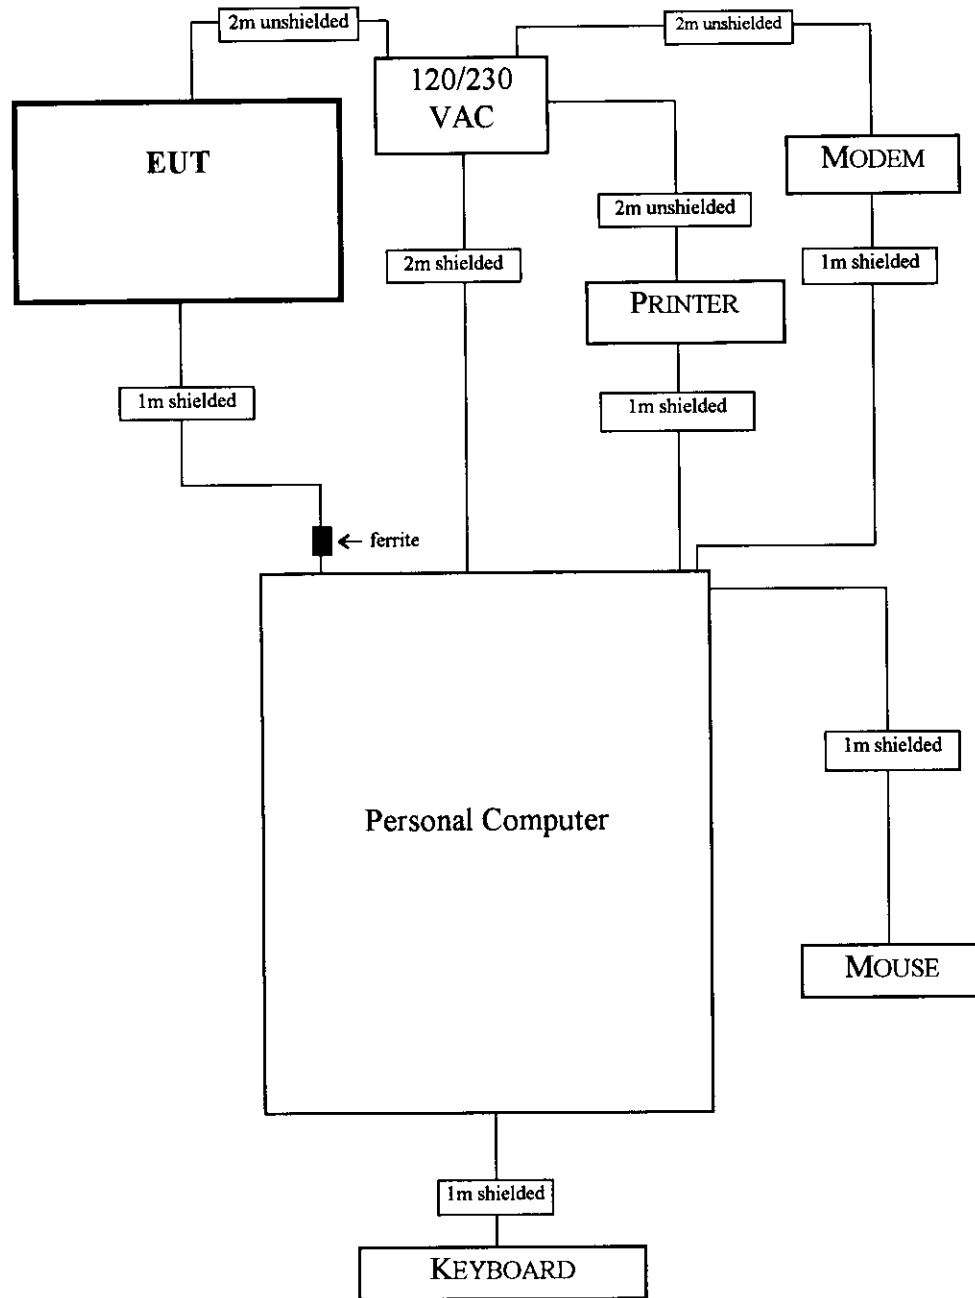 2m unshielded
2m unshielded
120/230
VAC
EUT
MODEM
2m unshielded
2m shielded
1m shielded
PRINTER
1m shielded
1m shielded
← ferrite
1m shielded
Personal Computer
MOUSE
1m shielded
KEYBOARD